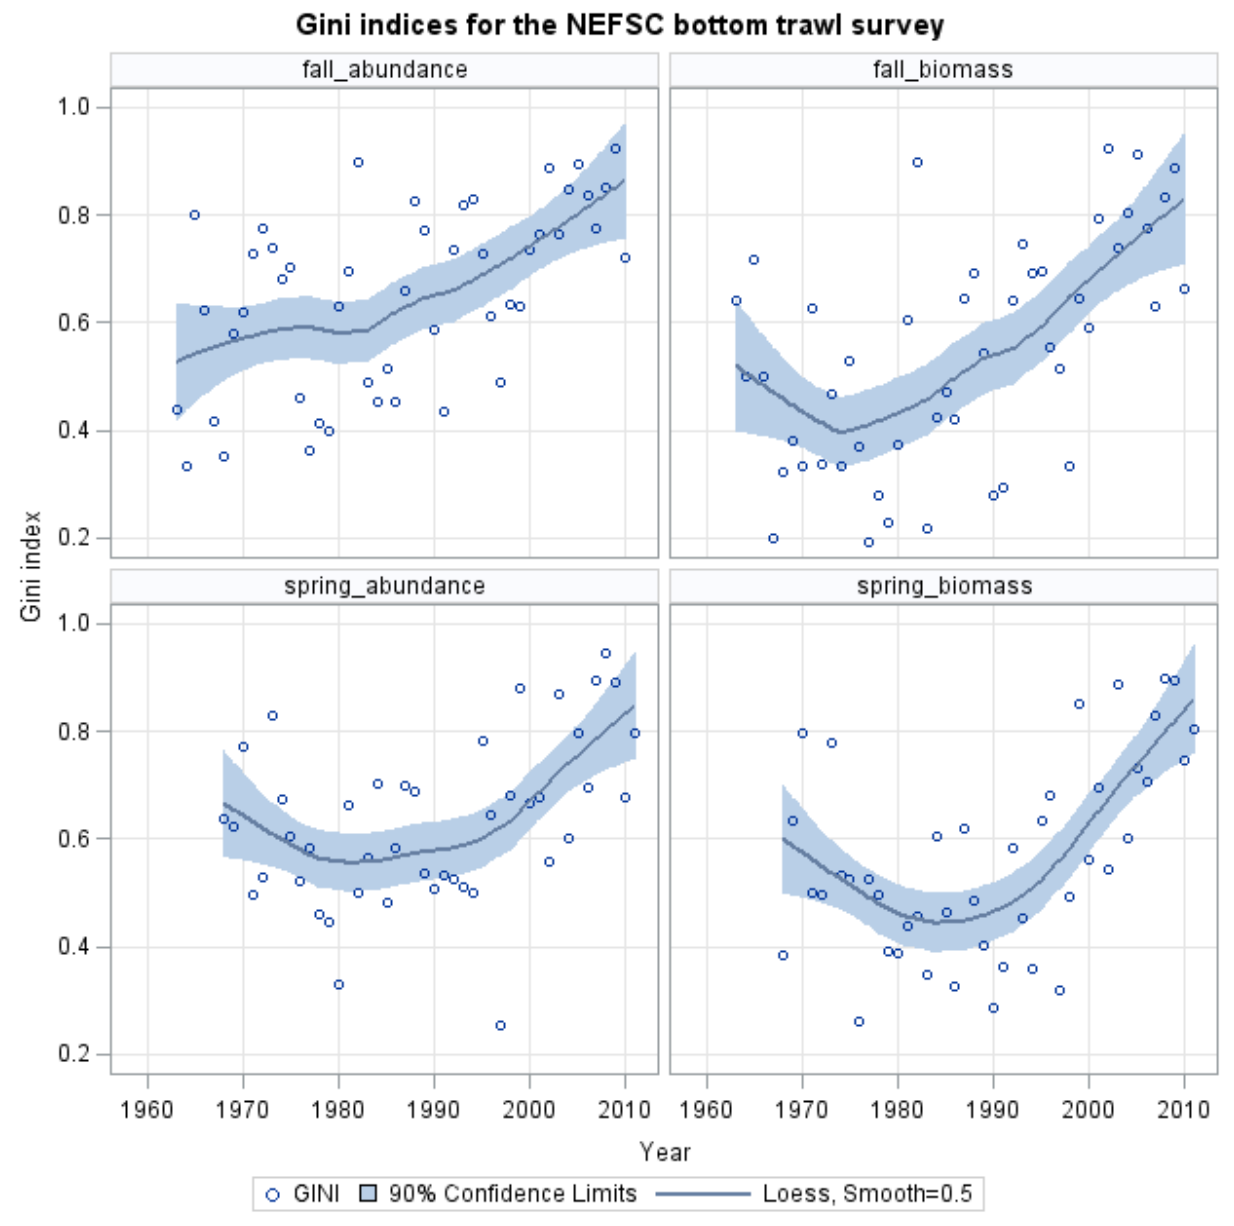 Gini indices for the NEFSC bottom trawl survey
fall_abundance
fall_biomass
1.0
0.8
0.6
0.4
0.2
Gini index
spring_abundance
spring_biomass
1.0
0.8
0.6
0.4
0.2
1960 1970 1980 1990 2000 2010 1960 1970 1980 1990 2000 2010
Year
GINI 90% Confidence Limits Loess, Smooth=0.5